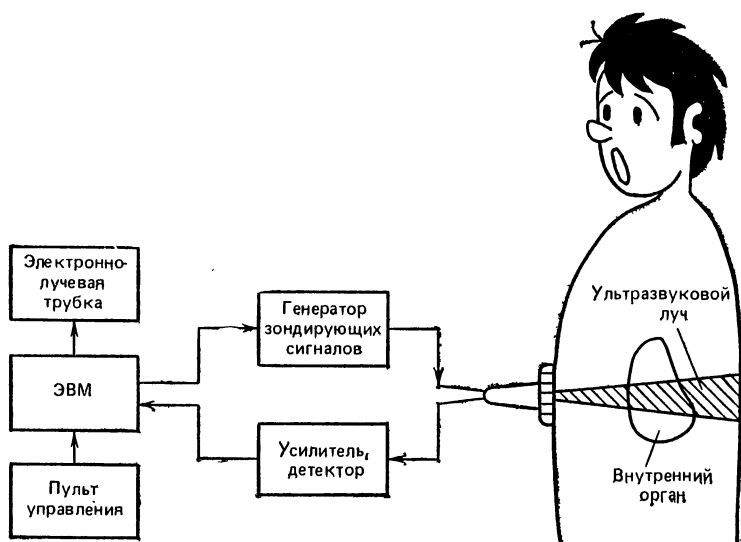 Электронно-
лучевая
трубка
ЭВМ
Пульт
управления
Генератор
зондирующих
сигналов
Усилитель,
детектор
Ультразвуковой
луч
Внутренний
орган